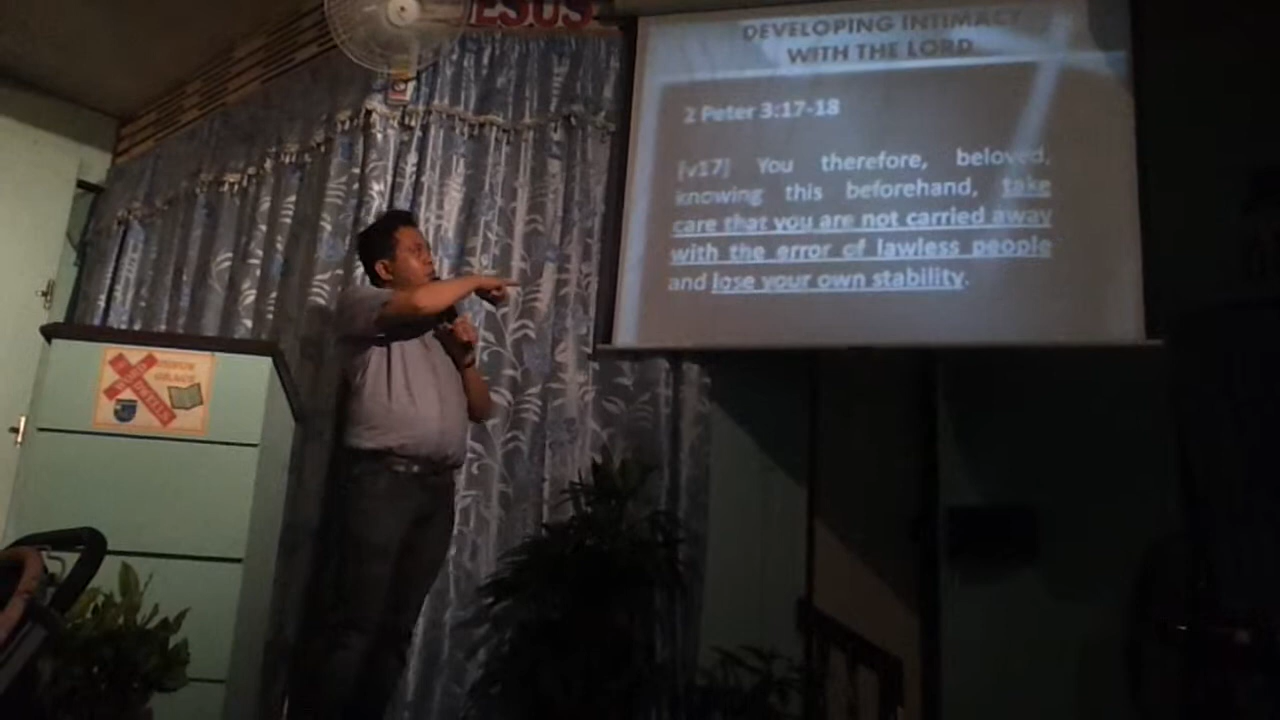 ESUS
DEVELOPING INTIMACY
WITH THE LORD
2 Peter 3:17-18
[v17] You therefore, beloved,
knowing this beforehand, take
care that you are not carried away
with the error of lawless people
and lose your own stability.